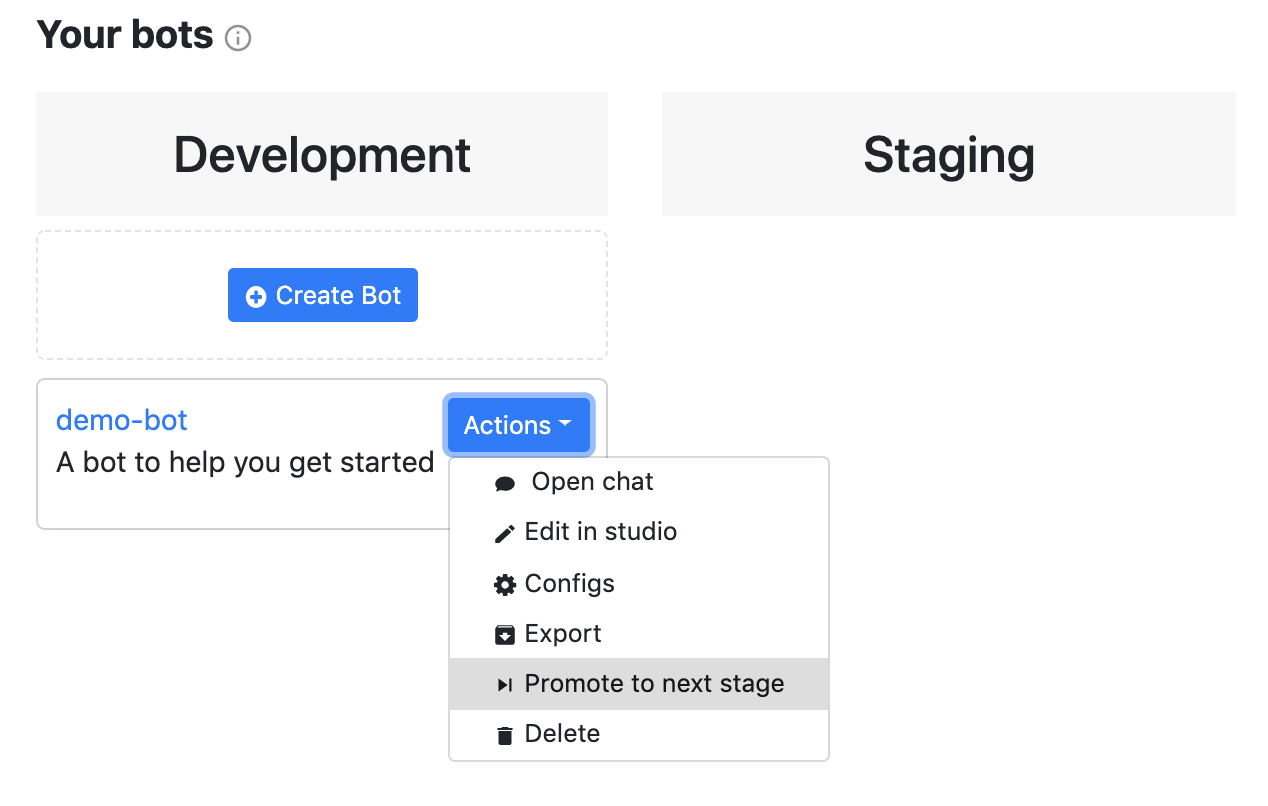 Your bots
Development
Staging
Create Bot
demo-bot
Actions
A bot to help you get started
Open chat
Edit in studio
Configs
Export
Promote to next stage
Delete